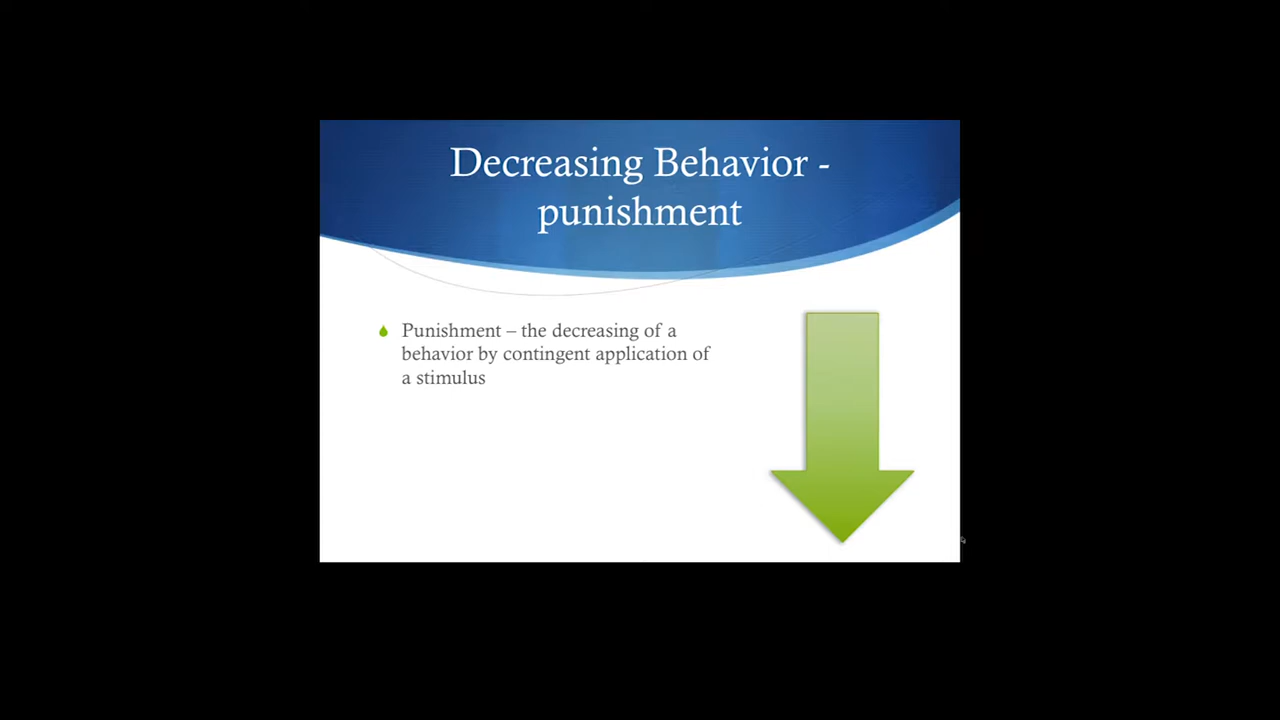 Decreasing Behavior -
punishment
Punishment – the decreasing of a
behavior by contingent application of
a stimulus